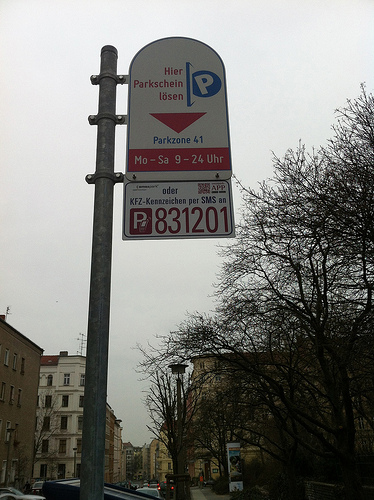 Hier
Parkschein
lösen
P
Parkzone 41
Mo – Sa 9 – 24 Uhr
oder
APP
KFZ-Kennzeichen per SMS an
P 831201